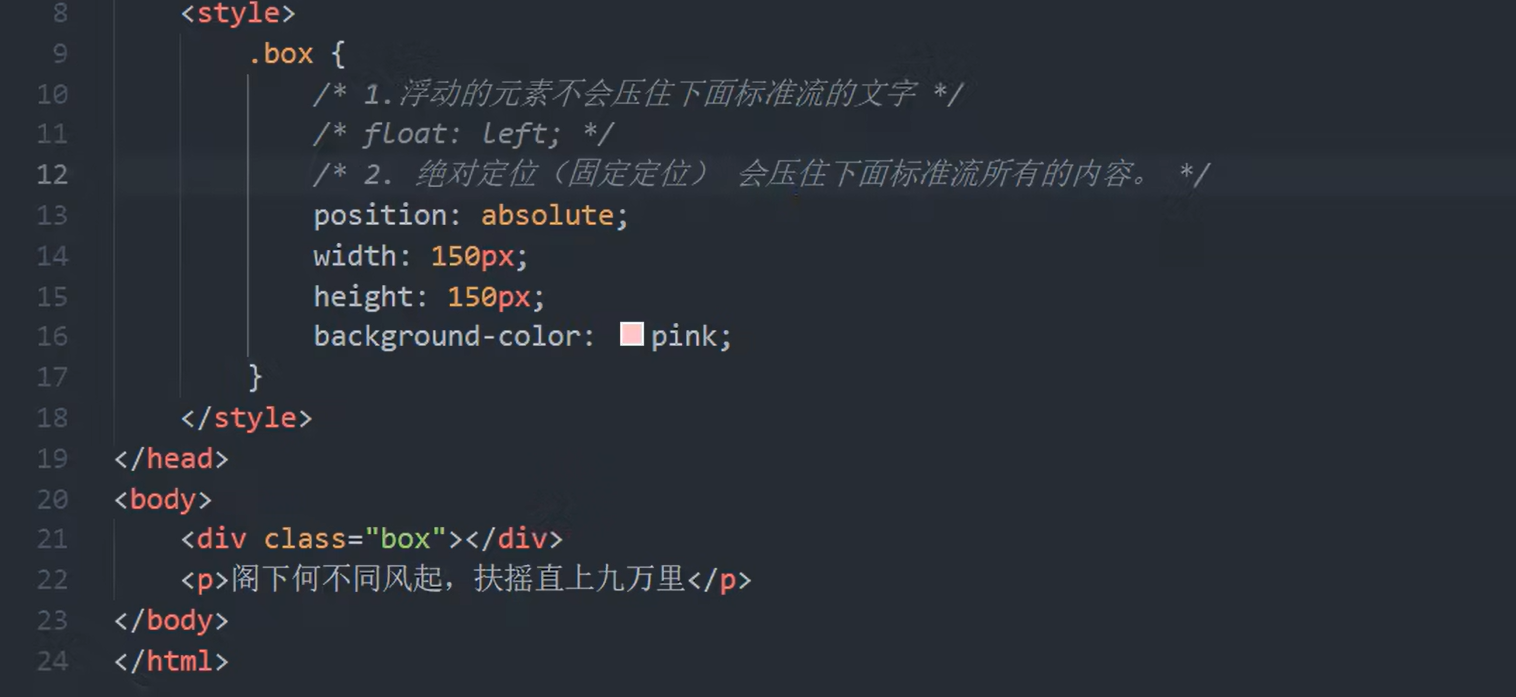 8 <style>
9 .box {
10 /* 1.浮动的元素不会压住下面标准流的文字 */
11 /* float: left; */
12 /* 2. 绝对定位（固定定位） 会压住下面标准流所有的内容。 */
13 position: absolute;
14 width: 150px;
15 height: 150px;
16 background-color: pink;
17 }
18 </style>
19 </head>
20 <body>
21 <div class="box"></div>
22 <p>阁下何不同风起，扶摇直上九万里</p>
23 </body>
24 </html>